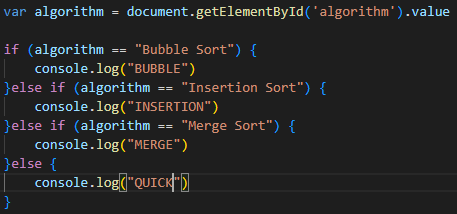 var algorithm = document.getElementById('algorithm').value

if (algorithm == "Bubble Sort") {
    console.log("BUBBLE")
}else if (algorithm == "Insertion Sort") {
    console.log("INSERTION")
}else if (algorithm == "Merge Sort") {
    console.log("MERGE")
}else {
    console.log("QUICK")
}